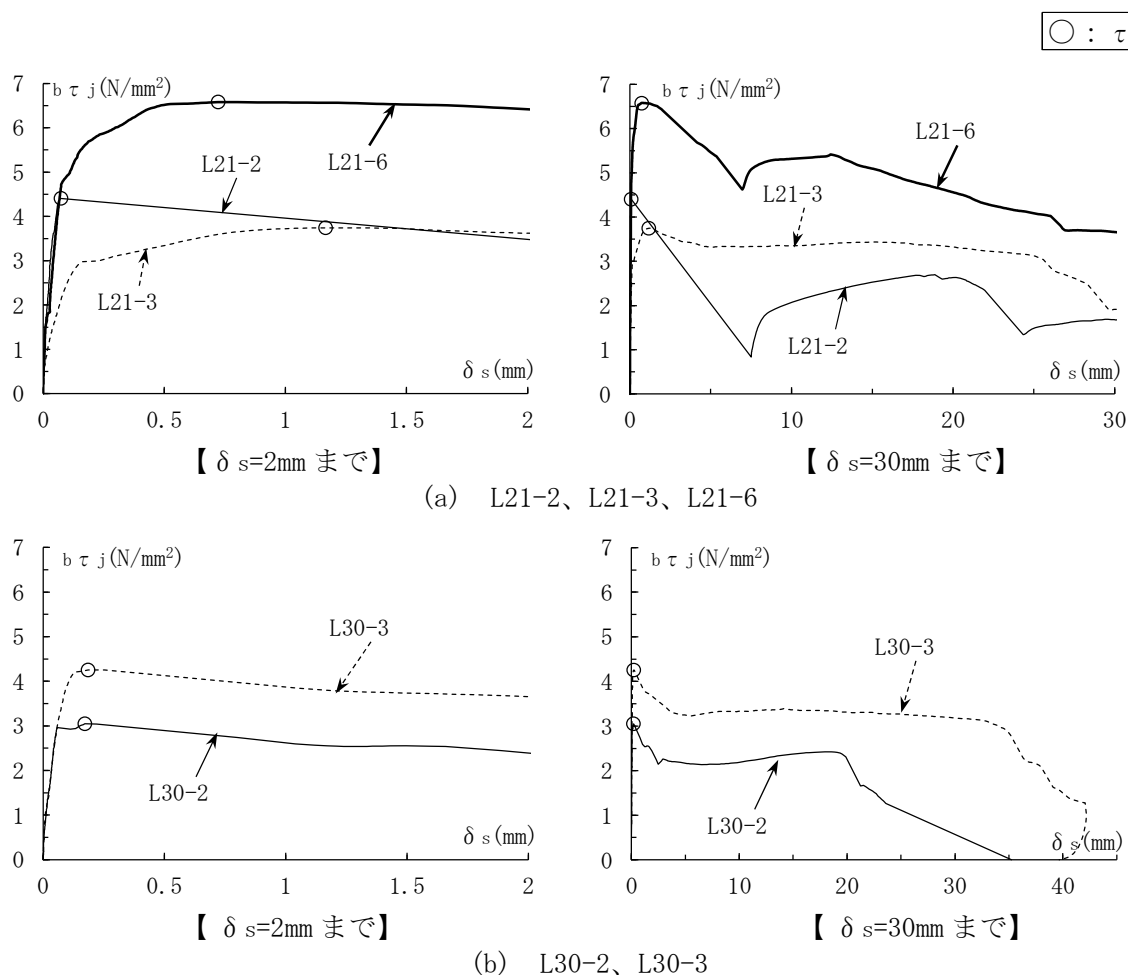 ○ : τ
7
6
5
4
3
2
1
0
b τ j(N/mm²)
L21-6
L21-2
L21-3
δ s(mm)
0 0.5 1 1.5 2
【 δ s=2mm まで】
7
6
5
4
3
2
1
0
b τ j(N/mm²)
L21-6
L21-3
L21-2
δ s(mm)
0 10 20 30
【 δ s=30mm まで】
(a) L21-2、L21-3、L21-6
7
6
5
4
3
2
1
0
b τ j(N/mm²)
L30-3
L30-2
δ s(mm)
0 0.5 1 1.5 2
【 δ s=2mm まで】
7
6
5
4
3
2
1
0
b τ j(N/mm²)
L30-3
L30-2
δ s(mm)
0 10 20 30 40
【 δ s=30mm まで】
(b) L30-2、L30-3